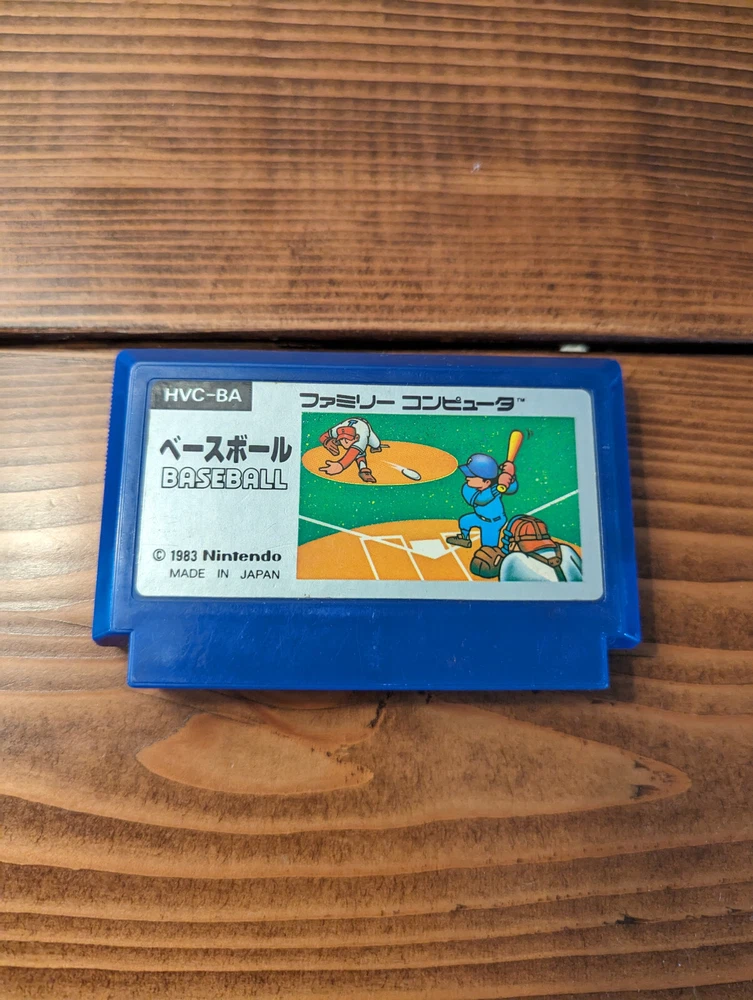 HVC-BA
ファミリー コンピュータ™
ベースボール
BASEBALL
© 1983 Nintendo
MADE IN JAPAN